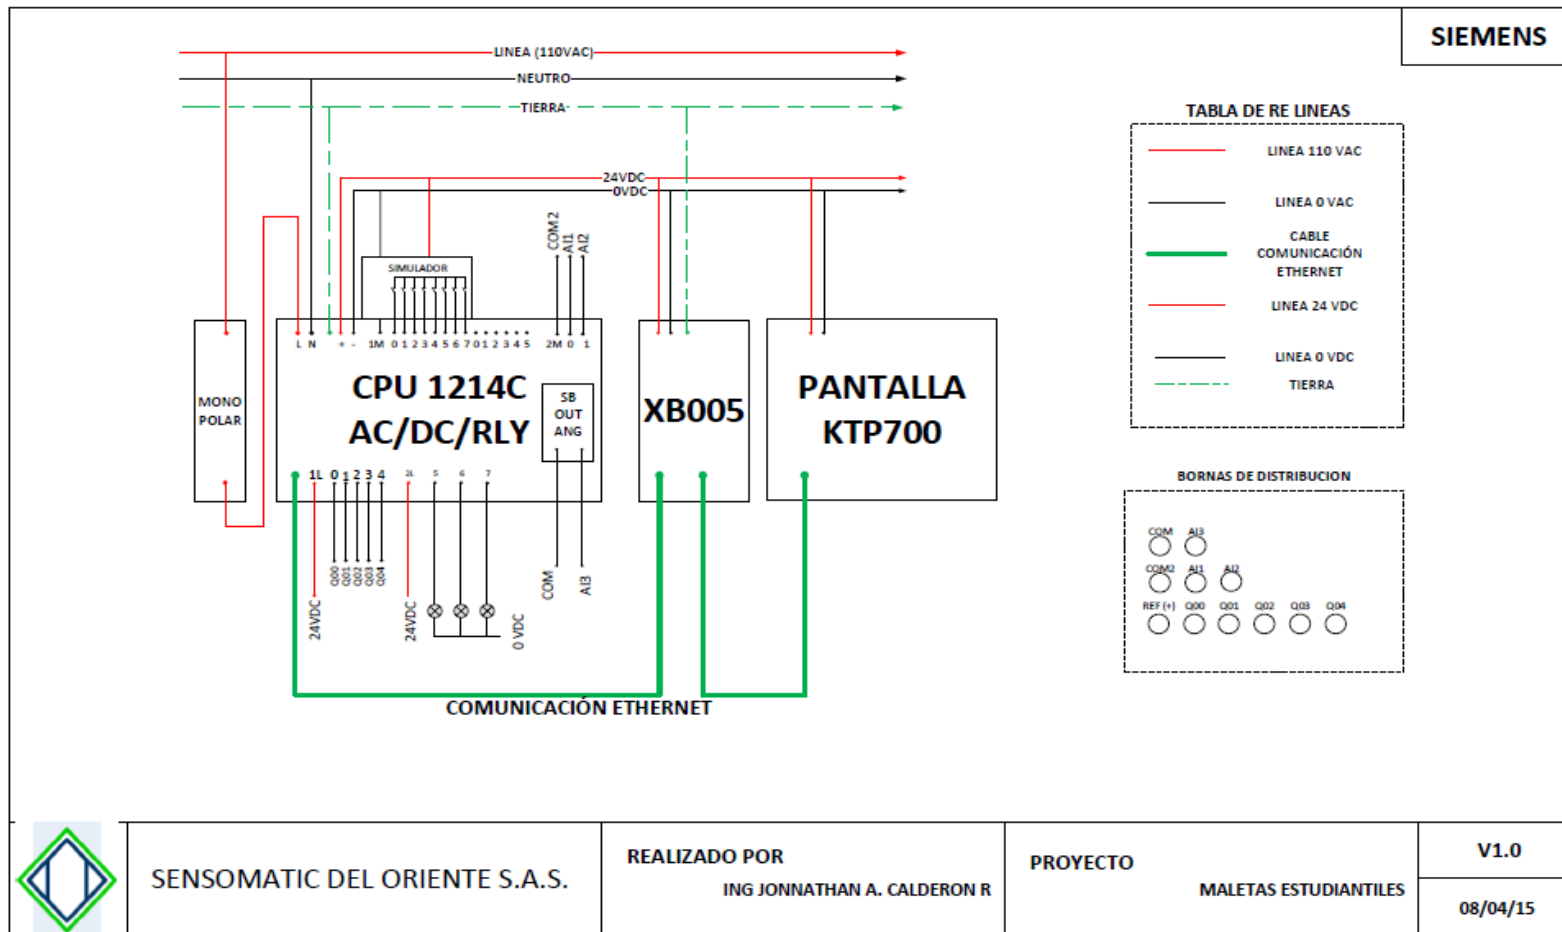 SIEMENS
LINEA (110VAC)
NEUTRO
TIERRA
24VDC
0VDC
TABLA DE RE LINEAS
LINEA 110 VAC
LINEA 0 VAC
CABLE
COMUNICACIÓN
ETHERNET
LINEA 24 VDC
LINEA 0 VDC
TIERRA
COM2
AI1
AI2
SIMULADOR
L N + - 1M 0 1 2 3 4 5 6 7 0 1 2 3 4 5 2M 0 1
MONO
POLAR
CPU 1214C
AC/DC/RLY
SB
OUT
ANG
XB005
PANTALLA
KTP700
1L 0 1 2 3 4 2L 5 6 7
24VDC
Q00
Q01
Q02
Q03
Q04
24VDC
0 VDC
COM
AI3
COMUNICACIÓN ETHERNET
BORNAS DE DISTRIBUCION
COM AI3
COM2 AI1 AI2
REF (+) Q00 Q01 Q02 Q03 Q04
SENSOMATIC DEL ORIENTE S.A.S.
REALIZADO POR
ING JONNATHAN A. CALDERON R
PROYECTO
MALETAS ESTUDIANTILES
V1.0
08/04/15